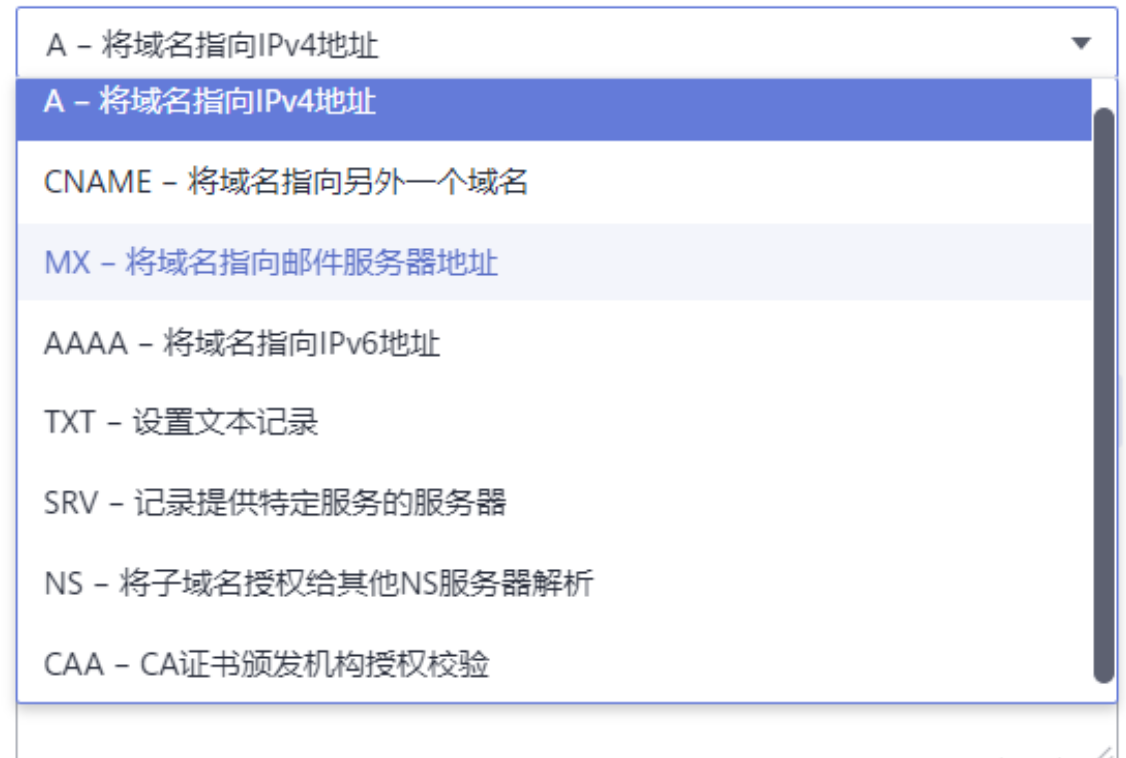 A – 将域名指向IPv4地址
A – 将域名指向IPv4地址
CNAME – 将域名指向另外一个域名
MX – 将域名指向邮件服务器地址
AAAA – 将域名指向IPv6地址
TXT – 设置文本记录
SRV – 记录提供特定服务的服务器
NS – 将子域名授权给其他NS服务器解析
CAA – CA证书颁发机构授权校验